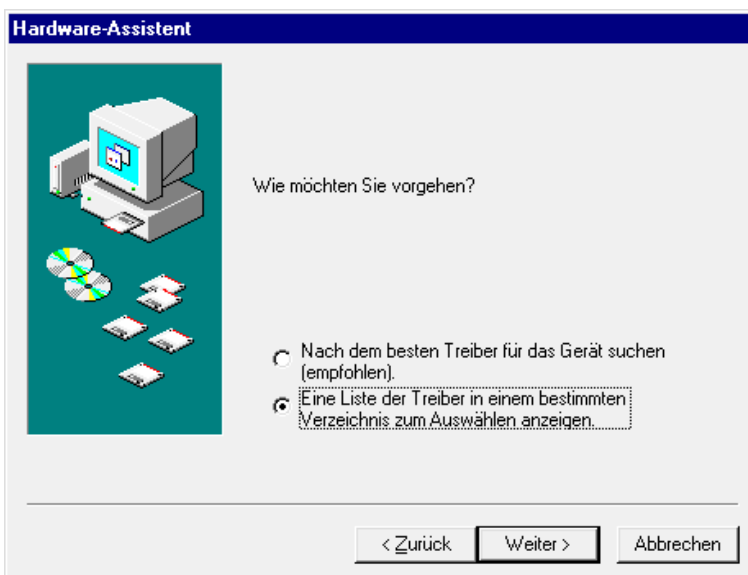 Hardware-Assistent
Wie möchten Sie vorgehen?
Nach dem besten Treiber für das Gerät suchen
(empfohlen).
Eine Liste der Treiber in einem bestimmten
Verzeichnis zum Auswählen anzeigen.
< Zurück
Weiter >
Abbrechen